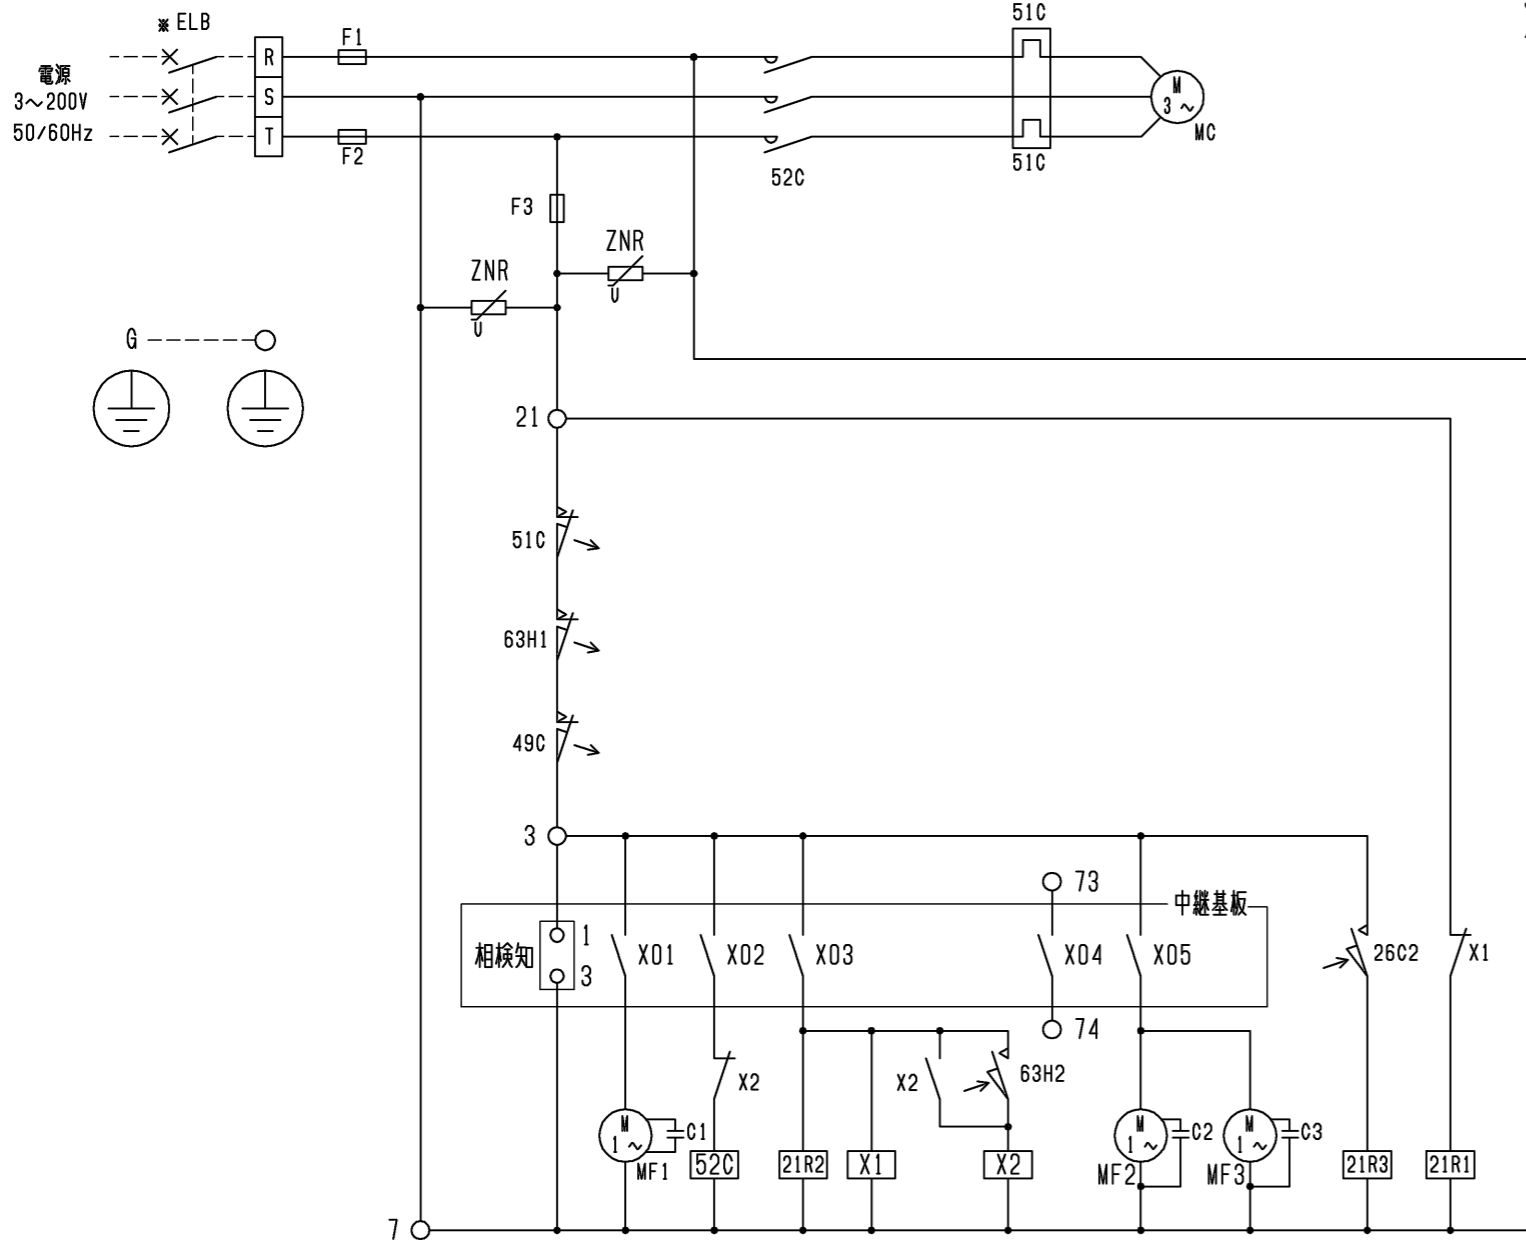 ※ ELB
電源
3～200V
50/60Hz
R
S
T
F1
F2
51C
51C
52C
M
3 ～
MC
F3
ZNR
U
ZNR
U
G
21
51C
63H1
49C
3
73
中継基板
相検知
1
3
X01
X02
X03
X04
X05
26C2
X1
74
X2
X2
63H2
M
1 ～
C1
MF1
52C
21R2
X1
X2
M
1 ～
C2
MF2
M
1 ～
C3
MF3
21R3
21R1
7